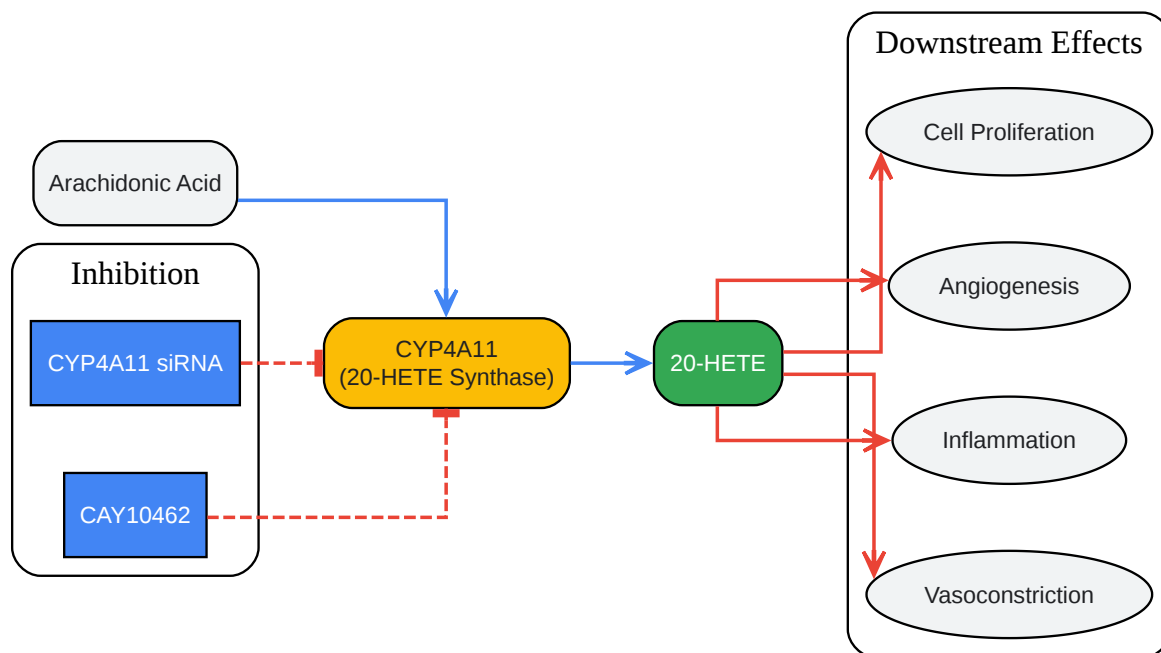 Downstream Effects
Cell Proliferation
Arachidonic Acid
Inhibition
Angiogenesis
CYP4A11 siRNA
CYP4A11
(20-HETE Synthase)
20-HETE
Inflammation
CAY10462
Vasoconstriction